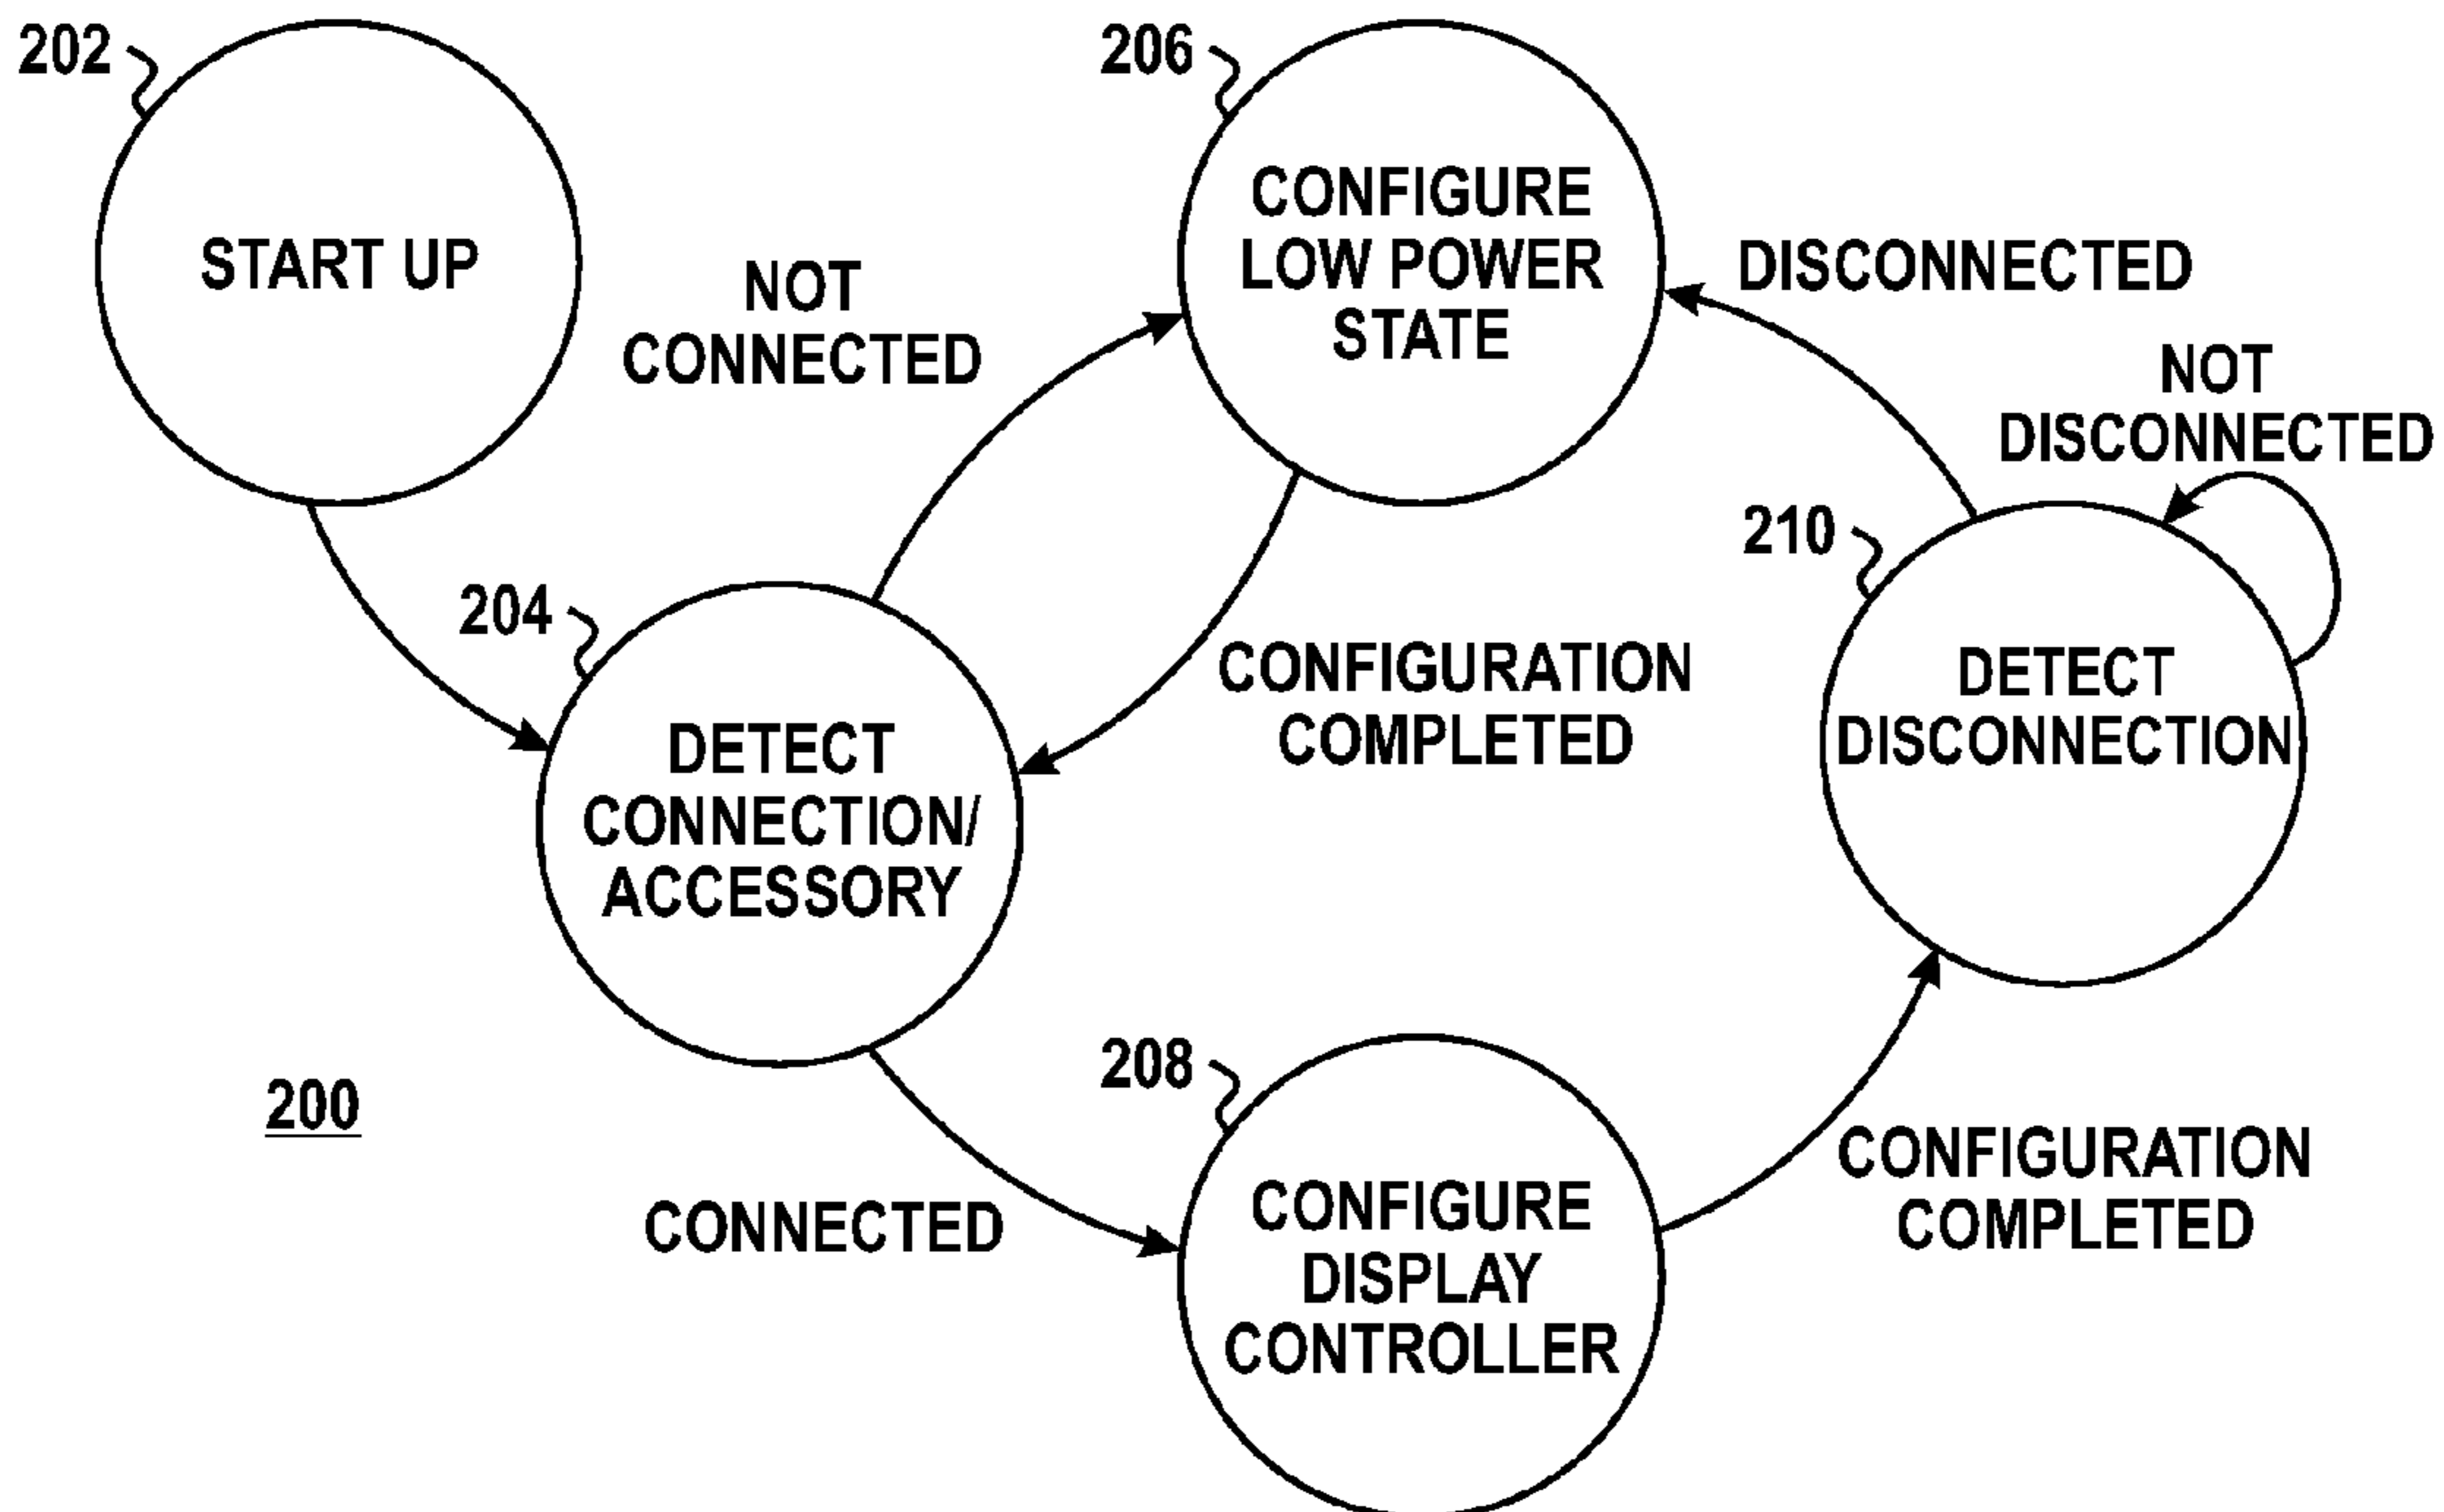 202
START UP
206
CONFIGURE
LOW POWER
STATE
NOT
CONNECTED
DISCONNECTED
NOT
DISCONNECTED
204
DETECT
CONNECTION/
ACCESSORY
CONFIGURATION
COMPLETED
210
DETECT
DISCONNECTION
200
CONNECTED
208
CONFIGURE
DISPLAY
CONTROLLER
CONFIGURATION
COMPLETED